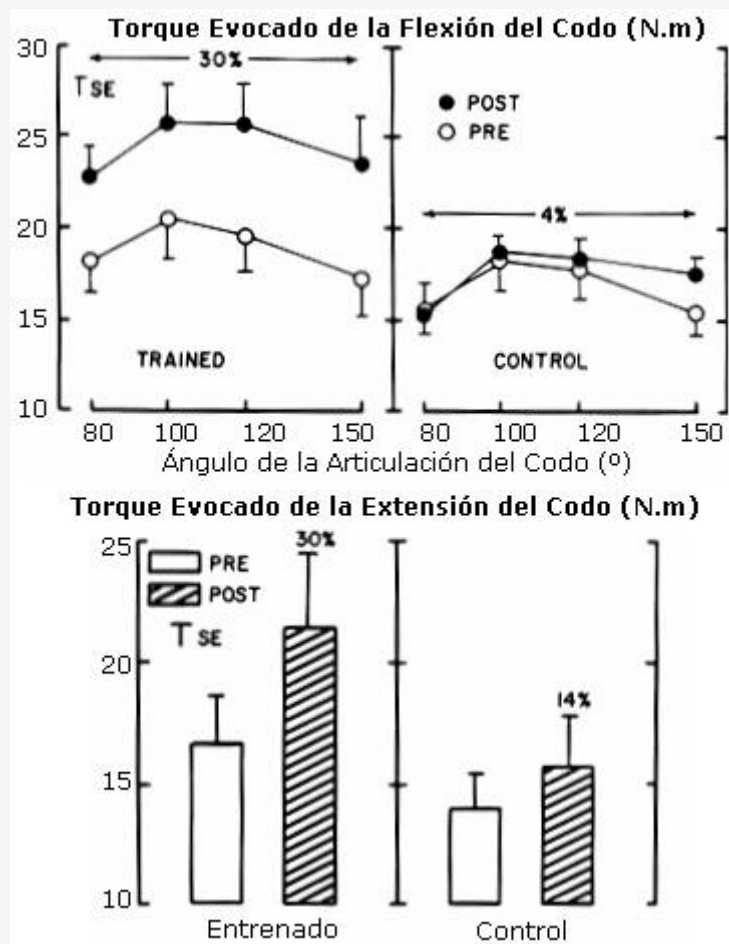 Torque Evocado de la Flexión del Codo (N.m)
30
30%
T SE
POST
PRE
25
20
4%
15
TRAINED
CONTROL
10
80 100 120 150 80 100 120 150
Ángulo de la Articulación del Codo (º)
Torque Evocado de la Extensión del Codo (N.m)
25
30%
PRE
POST
T SE
20
14%
15
10
Entrenado Control